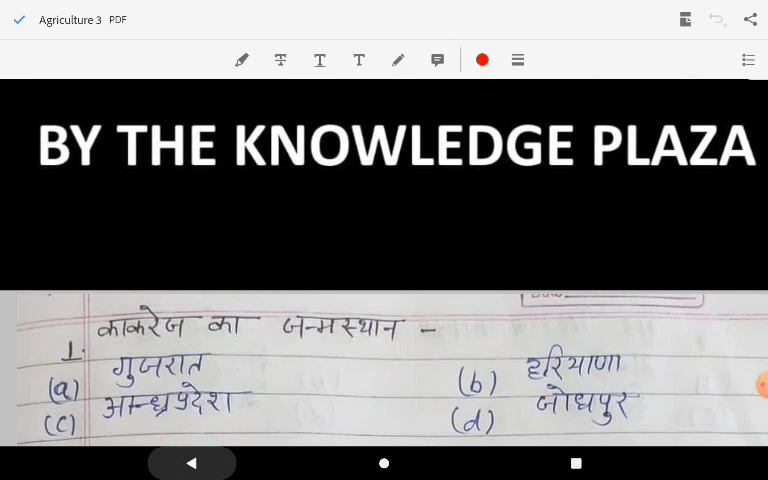 Agriculture 3 PDF
BY THE KNOWLEDGE PLAZA
1. काकरेज का जन्मस्थान -
(a) गुजरात (b) हरियाणा
(c) आन्ध्रप्रदेश (d) जोधपुर